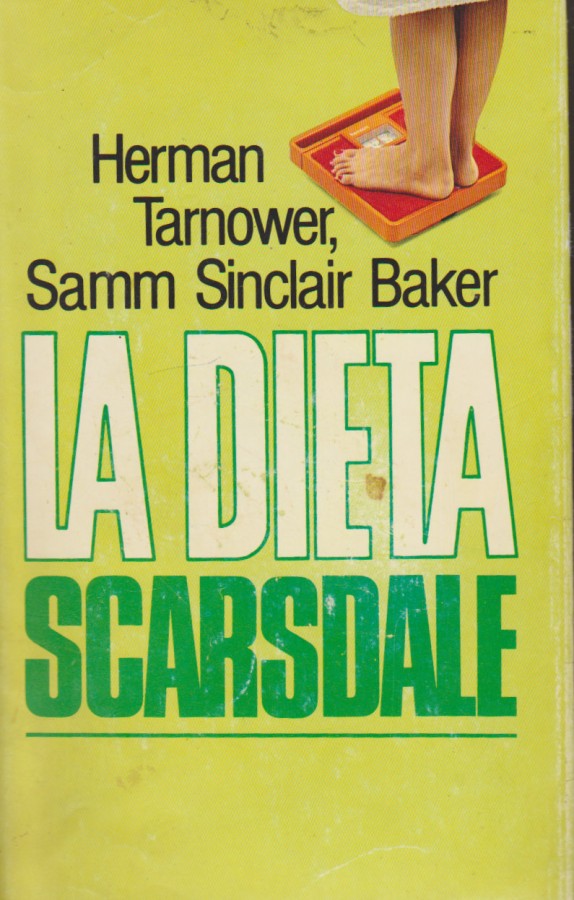 Herman
Tarnower,
Samm Sinclair Baker
LA DIETA
SCARSDALE